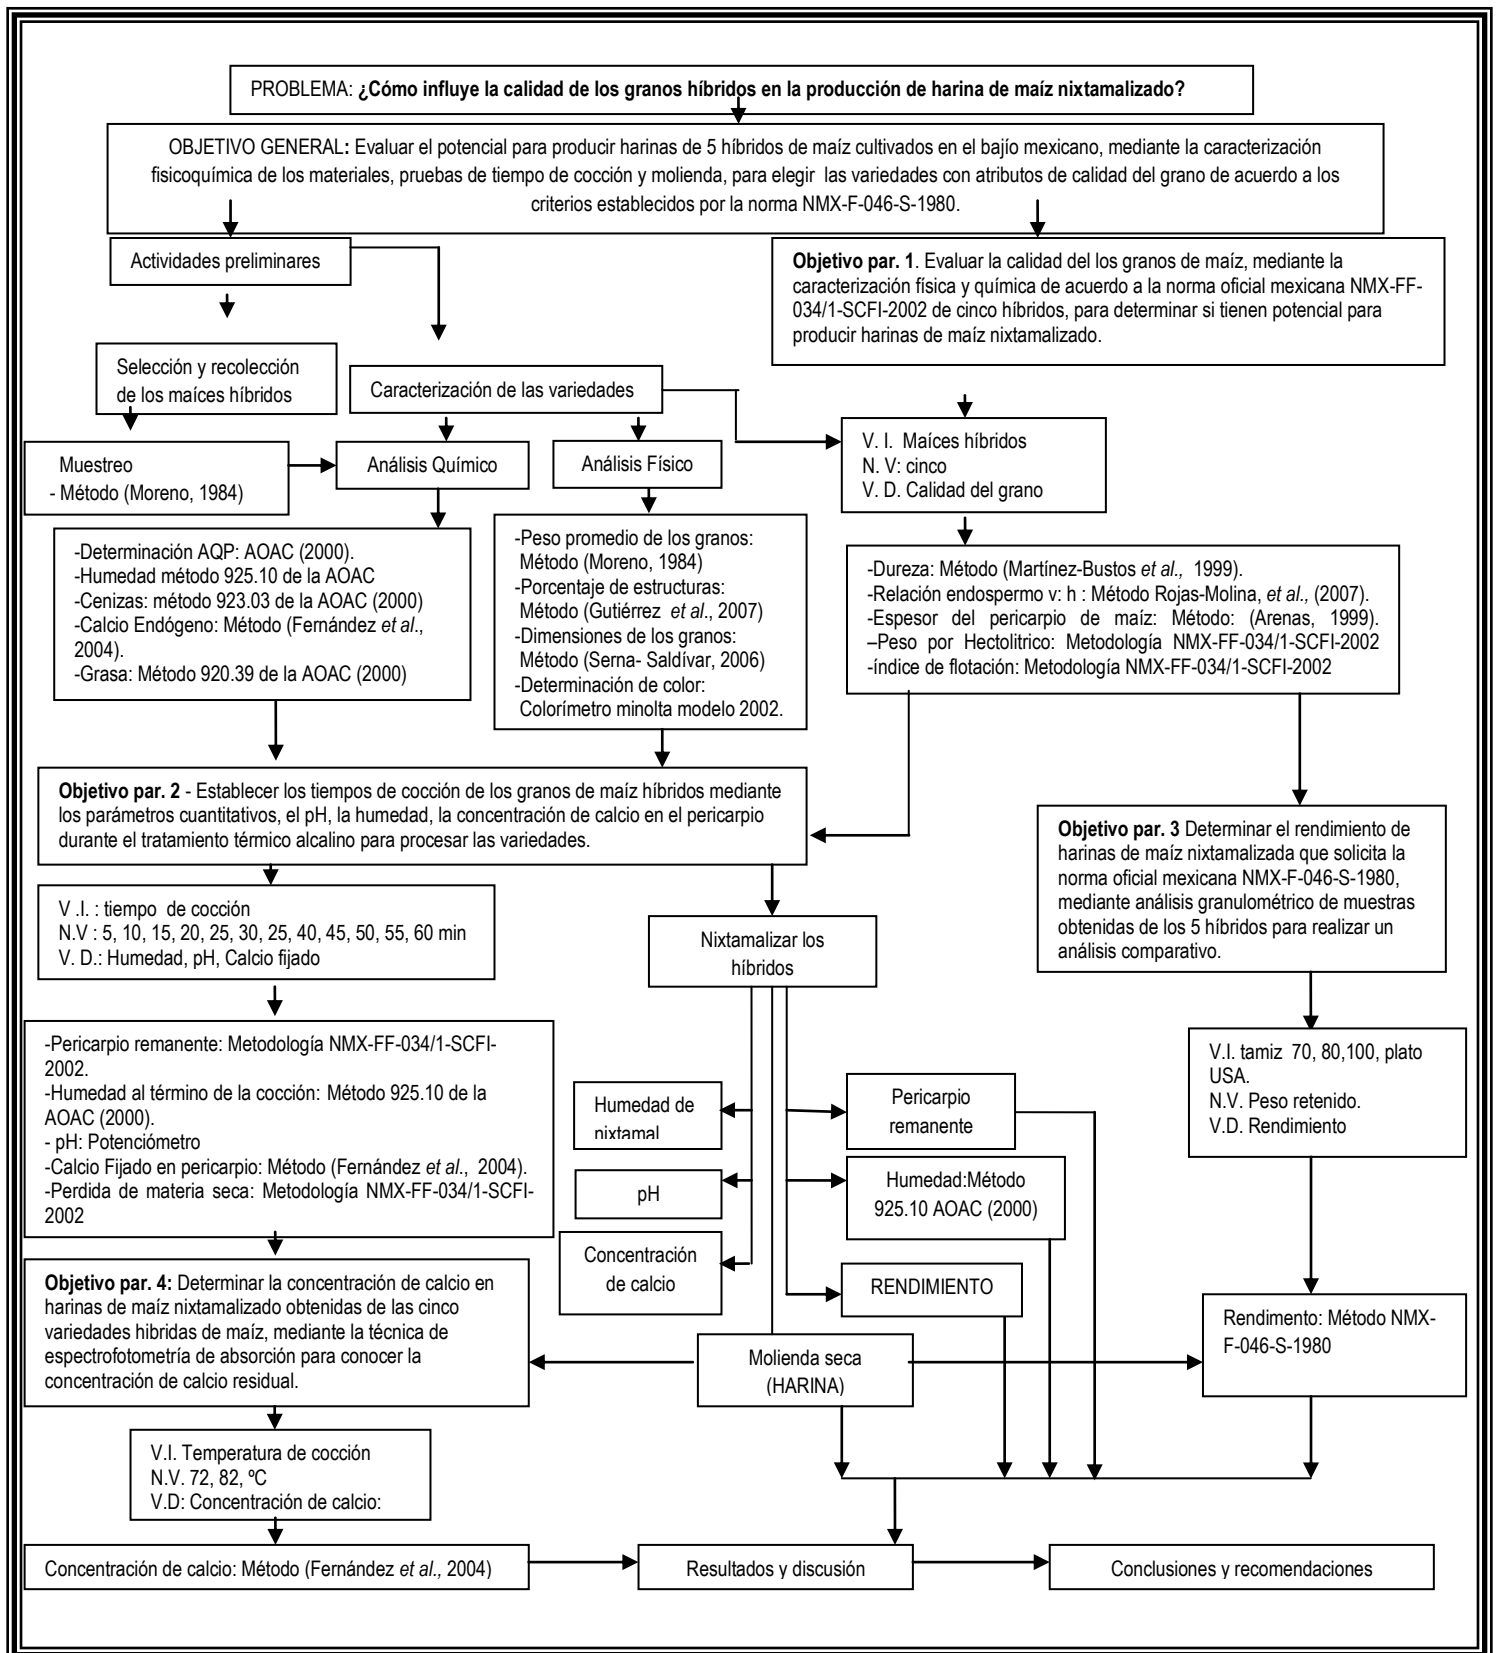 PROBLEMA: ¿Cómo influye la calidad de los granos híbridos en la producción de harina de maíz nixtamalizado?
OBJETIVO GENERAL: Evaluar el potencial para producir harinas de 5 híbridos de maíz cultivados en el bajío mexicano, mediante la caracterización
fisicoquímica de los materiales, pruebas de tiempo de cocción y molienda, para elegir las variedades con atributos de calidad del grano de acuerdo a los
criterios establecidos por la norma NMX-F-046-S-1980.
Actividades preliminares
Objetivo par. 1. Evaluar la calidad del los granos de maíz, mediante la
caracterización física y química de acuerdo a la norma oficial mexicana NMX-FF-
034/1-SCFI-2002 de cinco híbridos, para determinar si tienen potencial para
producir harinas de maíz nixtamalizado.
Selección y recolección
de los maíces híbridos
Caracterización de las variedades
Muestreo
- Método (Moreno, 1984)
Análisis Químico
Análisis Físico
V. I. Maíces híbridos
N. V: cinco
V. D. Calidad del grano
-Determinación AQP: AOAC (2000).
-Humedad método 925.10 de la AOAC
-Cenizas: método 923.03 de la AOAC (2000)
-Calcio Endógeno: Método (Fernández et al.,
2004).
-Grasa: Método 920.39 de la AOAC (2000)
-Peso promedio de los granos:
Método (Moreno, 1984)
-Porcentaje de estructuras:
Método (Gutiérrez et al., 2007)
-Dimensiones de los granos:
Método (Serna- Saldívar, 2006)
-Determinación de color:
Colorímetro minolta modelo 2002.
-Dureza: Método (Martínez-Bustos et al., 1999).
-Relación endospermo v: h : Método Rojas-Molina, et al., (2007).
-Espesor del pericarpio de maíz: Método: (Arenas, 1999).
–Peso por Hectolitrico: Metodología NMX-FF-034/1-SCFI-2002
-índice de flotación: Metodología NMX-FF-034/1-SCFI-2002
Objetivo par. 2 - Establecer los tiempos de cocción de los granos de maíz híbridos mediante
los parámetros cuantitativos, el pH, la humedad, la concentración de calcio en el pericarpio
durante el tratamiento térmico alcalino para procesar las variedades.
Objetivo par. 3 Determinar el rendimiento de
harinas de maíz nixtamalizada que solicita la
norma oficial mexicana NMX-F-046-S-1980,
mediante análisis granulométrico de muestras
obtenidas de los 5 híbridos para realizar un
análisis comparativo.
V .I. : tiempo de cocción
N.V : 5, 10, 15, 20, 25, 30, 25, 40, 45, 50, 55, 60 min
V. D.: Humedad, pH, Calcio fijado
Nixtamalizar los
híbridos
-Pericarpio remanente: Metodología NMX-FF-034/1-SCFI-
2002.
-Humedad al término de la cocción: Método 925.10 de la
AOAC (2000).
- pH: Potenciómetro
-Calcio Fijado en pericarpio: Método (Fernández et al., 2004).
-Perdida de materia seca: Metodología NMX-FF-034/1-SCFI-
2002
Humedad de
nixtamal
Pericarpio
remanente
V.I. tamiz 70, 80,100, plato
USA.
N.V. Peso retenido.
V.D. Rendimiento
pH
Humedad:Método
925.10 AOAC (2000)
Concentración
de calcio
RENDIMIENTO
Objetivo par. 4: Determinar la concentración de calcio en
harinas de maíz nixtamalizado obtenidas de las cinco
variedades hibridas de maíz, mediante la técnica de
espectrofotometría de absorción para conocer la
concentración de calcio residual.
Molienda seca
(HARINA)
Rendimento: Método NMX-
F-046-S-1980
V.I. Temperatura de cocción
N.V. 72, 82, ºC
V.D: Concentración de calcio:
Concentración de calcio: Método (Fernández et al., 2004)
Resultados y discusión
Conclusiones y recomendaciones